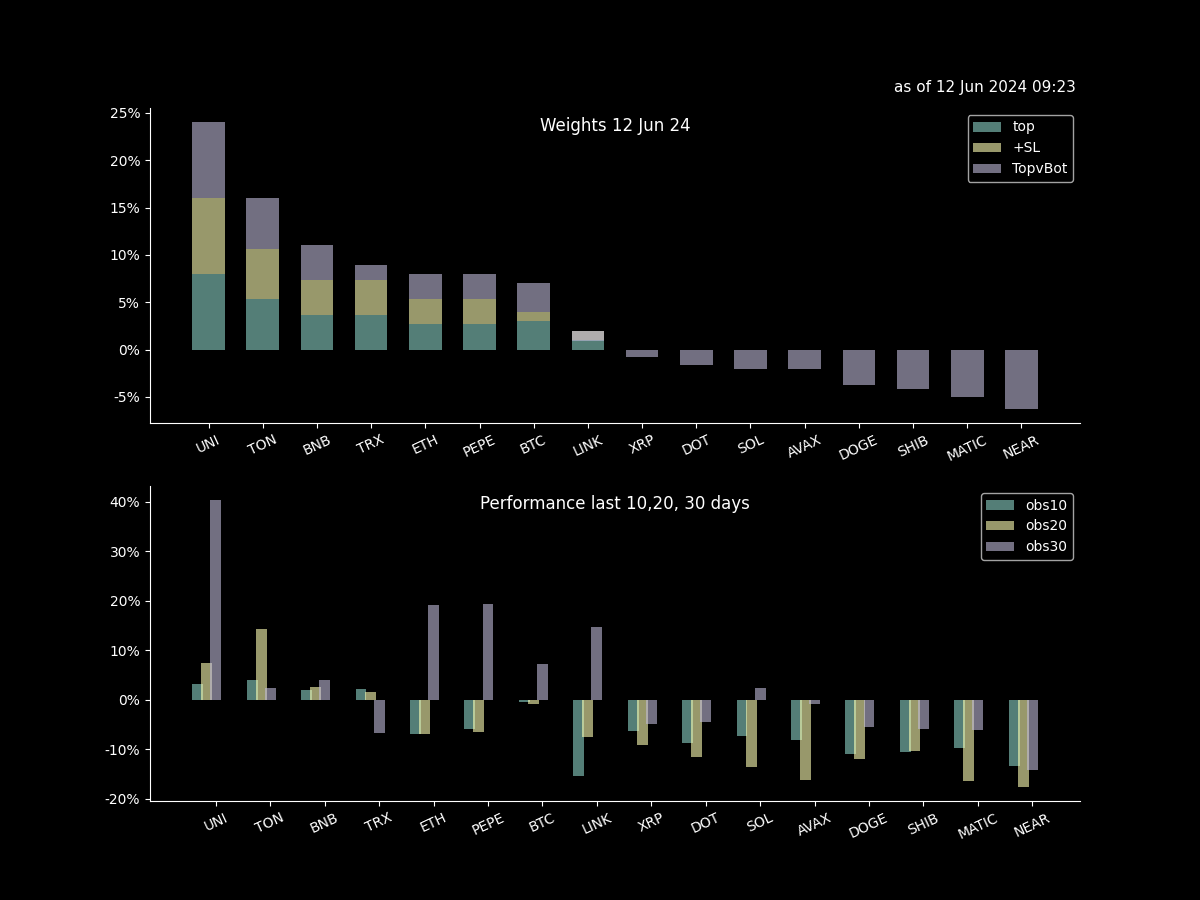 as of 12 Jun 2024 09:23
Weights 12 Jun 24
top
+SL
TopvBot
25%
20%
15%
10%
5%
0%
-5%
UNI TON BNB TRX ETH PEPE BTC LINK XRP DOT SOL AVAX DOGE SHIB MATIC NEAR
Performance last 10,20, 30 days
obs10
obs20
obs30
40%
30%
20%
10%
0%
-10%
-20%
UNI TON BNB TRX ETH PEPE BTC LINK XRP DOT SOL AVAX DOGE SHIB MATIC NEAR